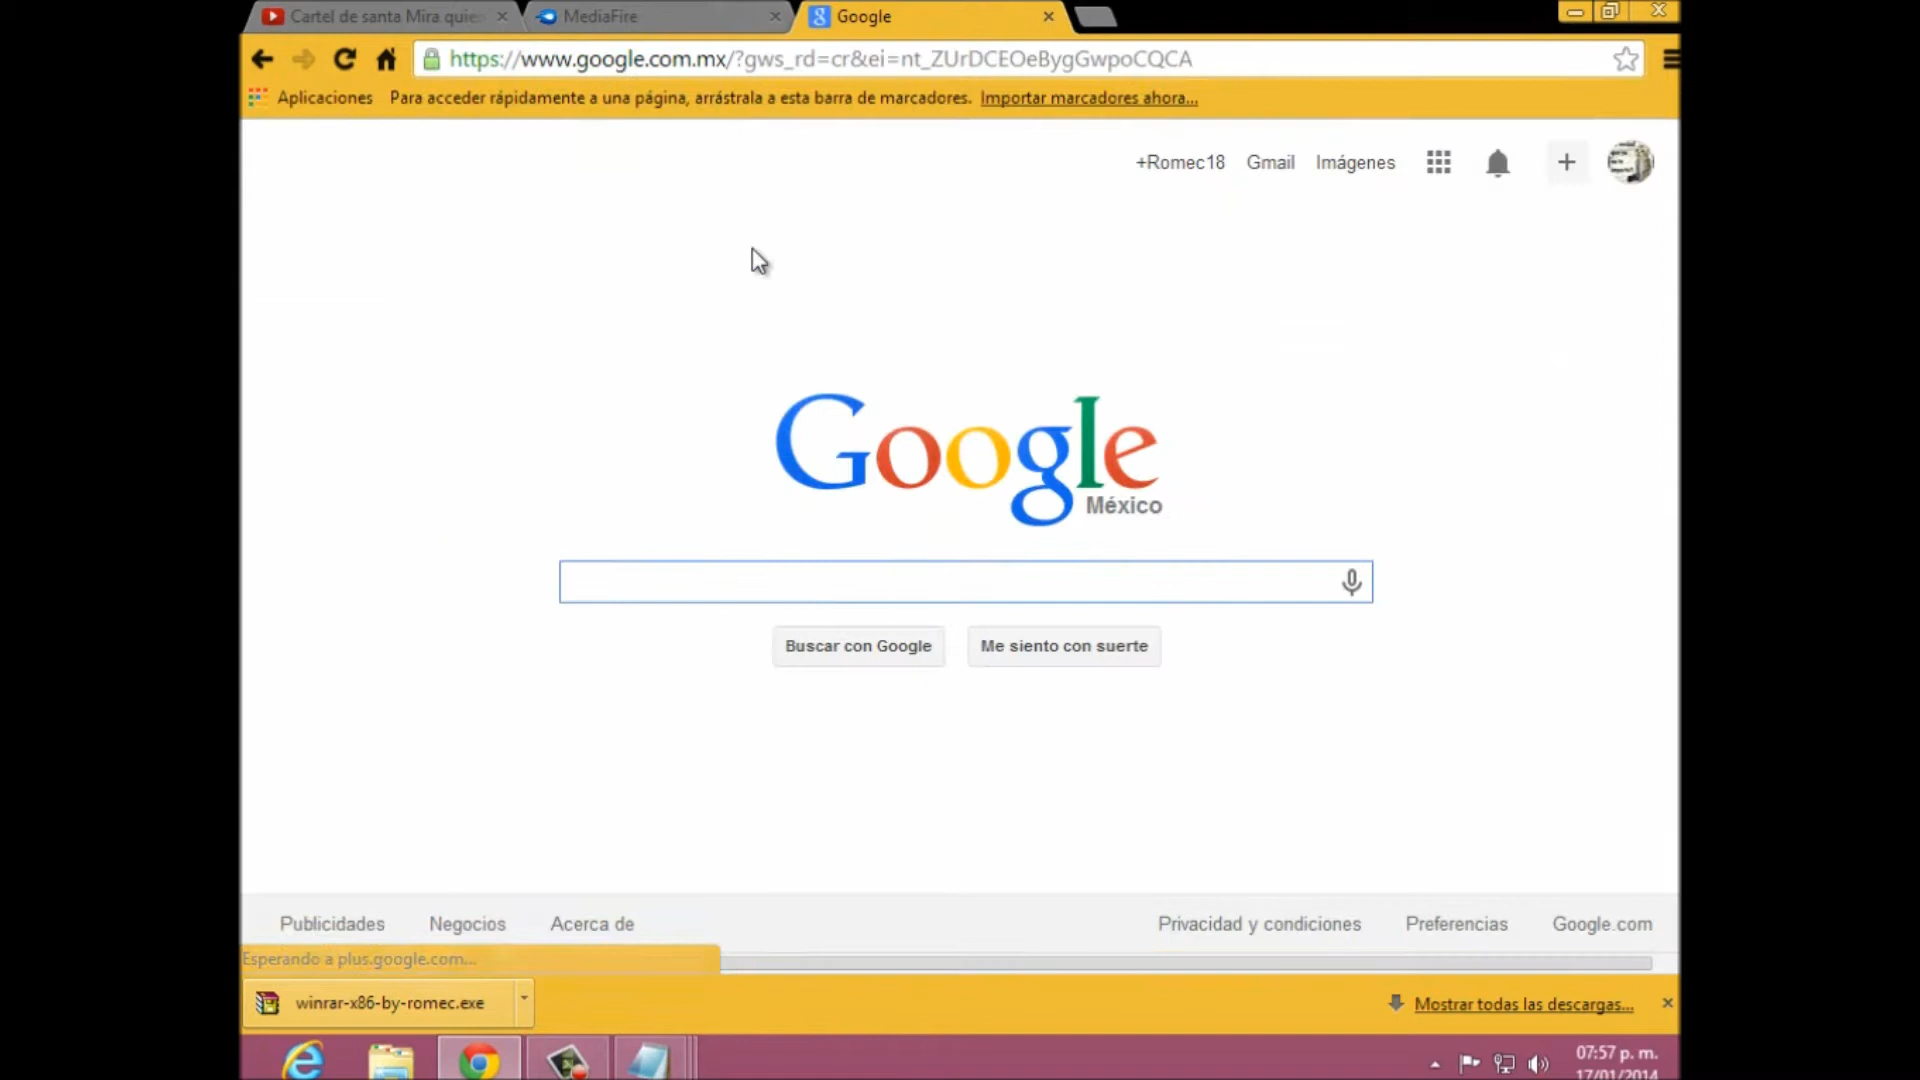 Cartel de santa Mira quie
MediaFire
Google
https://www.google.com.mx/?gws_rd=cr&ei=nt_ZUrDCEOeBygGwpoCQCA
Aplicaciones
Para acceder rápidamente a una página, arrástrala a esta barra de marcadores. Importar marcadores ahora...
+Romec18
Gmail
Imágenes
Google
México
Buscar con Google
Me siento con suerte
Publicidades
Negocios
Acerca de
Privacidad y condiciones
Preferencias
Google.com
Esperando a plus.google.com...
winrar-x86-by-romec.exe
Mostrar todas las descargas...
07:57 p. m.
17/01/2014